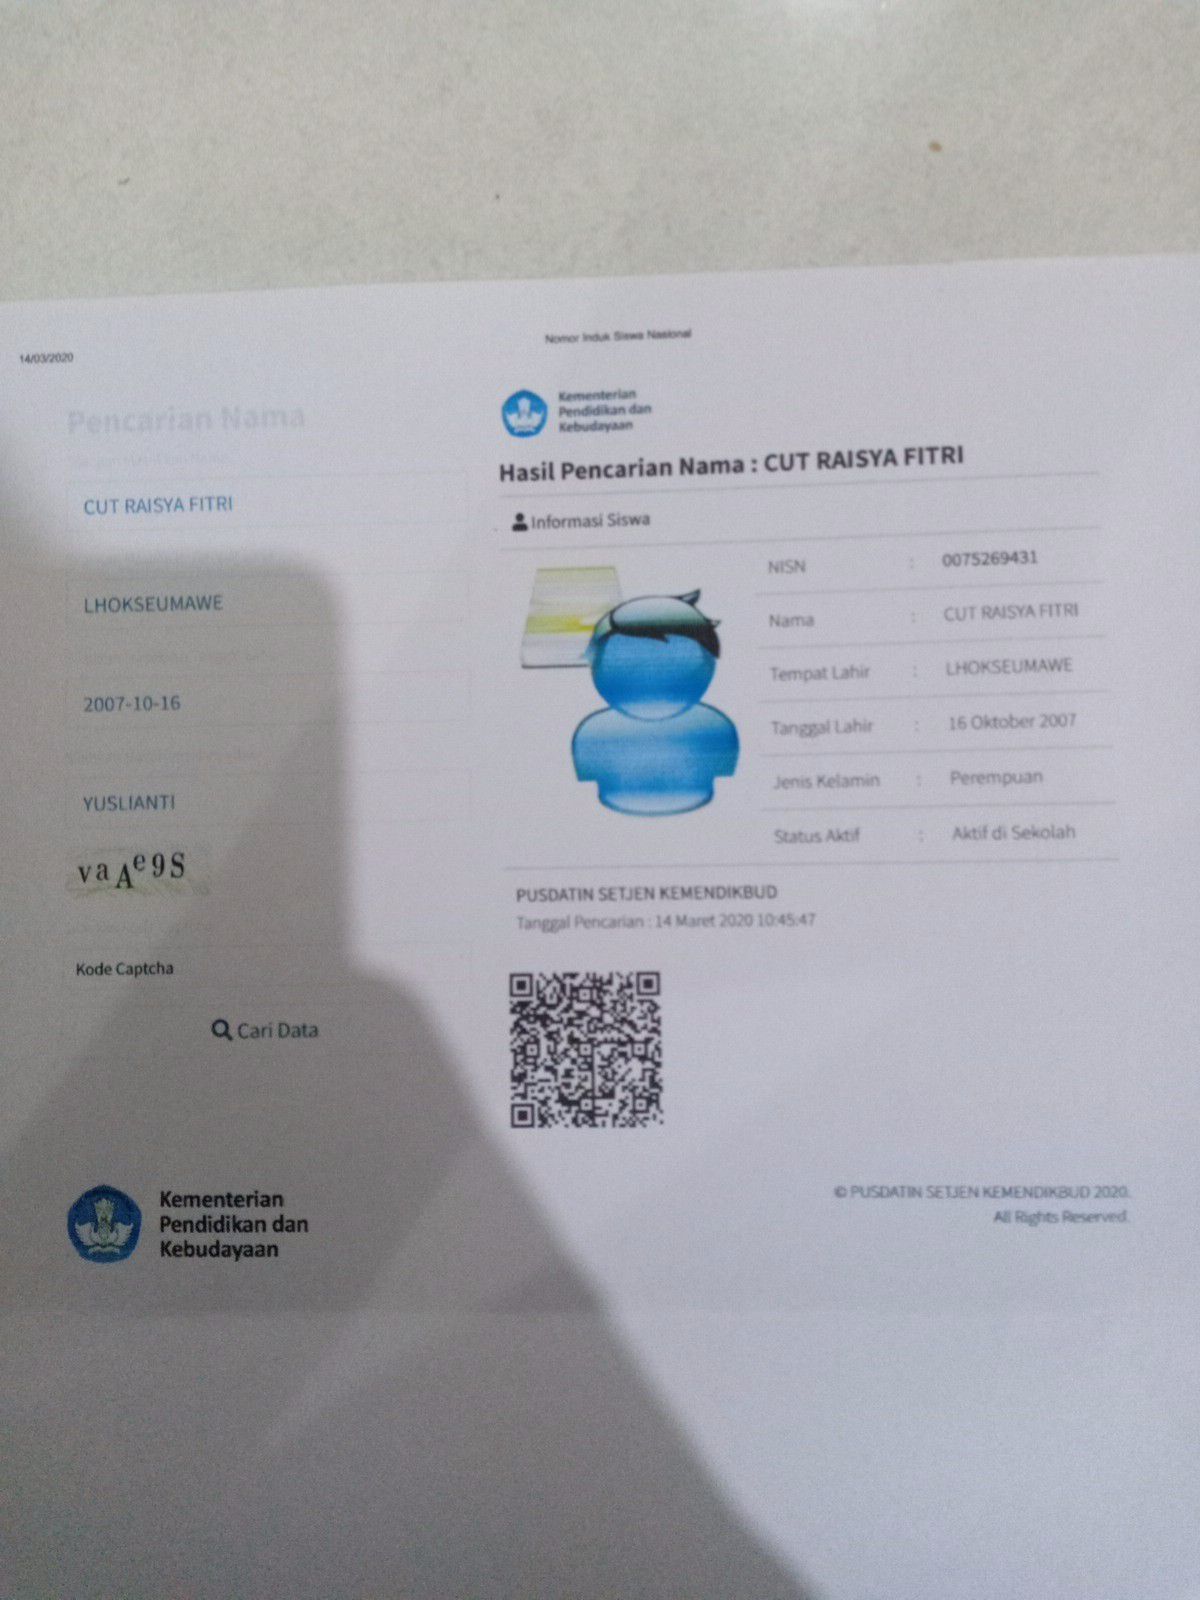 14/03/2020
Nomor Induk Siswa Nasional
Pencarian Nama
CUT RAISYA FITRI
LHOKSEUMAWE
2007-10-16
YUSLIANTI
vaAe9S
Kode Captcha
Cari Data
Kementerian
Pendidikan dan
Kebudayaan
Kementerian
Pendidikan dan
Kebudayaan
Hasil Pencarian Nama : CUT RAISYA FITRI
Informasi Siswa
NISN : 0075269431
Nama : CUT RAISYA FITRI
Tempat Lahir : LHOKSEUMAWE
Tanggal Lahir : 16 Oktober 2007
Jenis Kelamin : Perempuan
Status Aktif : Aktif di Sekolah
PUSDATIN SETJEN KEMENDIKBUD
Tanggal Pencarian : 14 Maret 2020 10:45:47
© PUSDATIN SETJEN KEMENDIKBUD 2020.
All Rights Reserved.